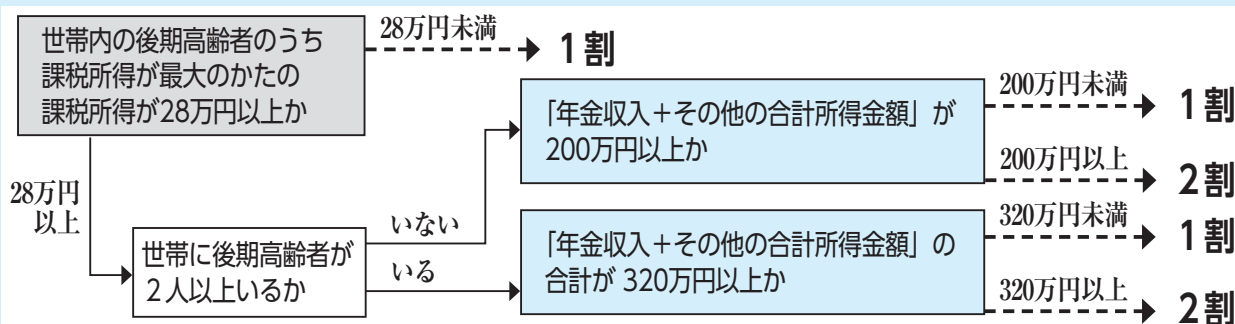 世帯内の後期高齢者のうち
課税所得が最大のかたの
課税所得が28万円以上か
28万円未満
1割
28万円
以上
世帯に後期高齢者が
2人以上いるか
いない
いる
「年金収入＋その他の合計所得金額」が
200万円以上か
200万円未満
1割
200万円以上
2割
「年金収入＋その他の合計所得金額」の
合計が 320万円以上か
320万円未満
1割
320万円以上
2割